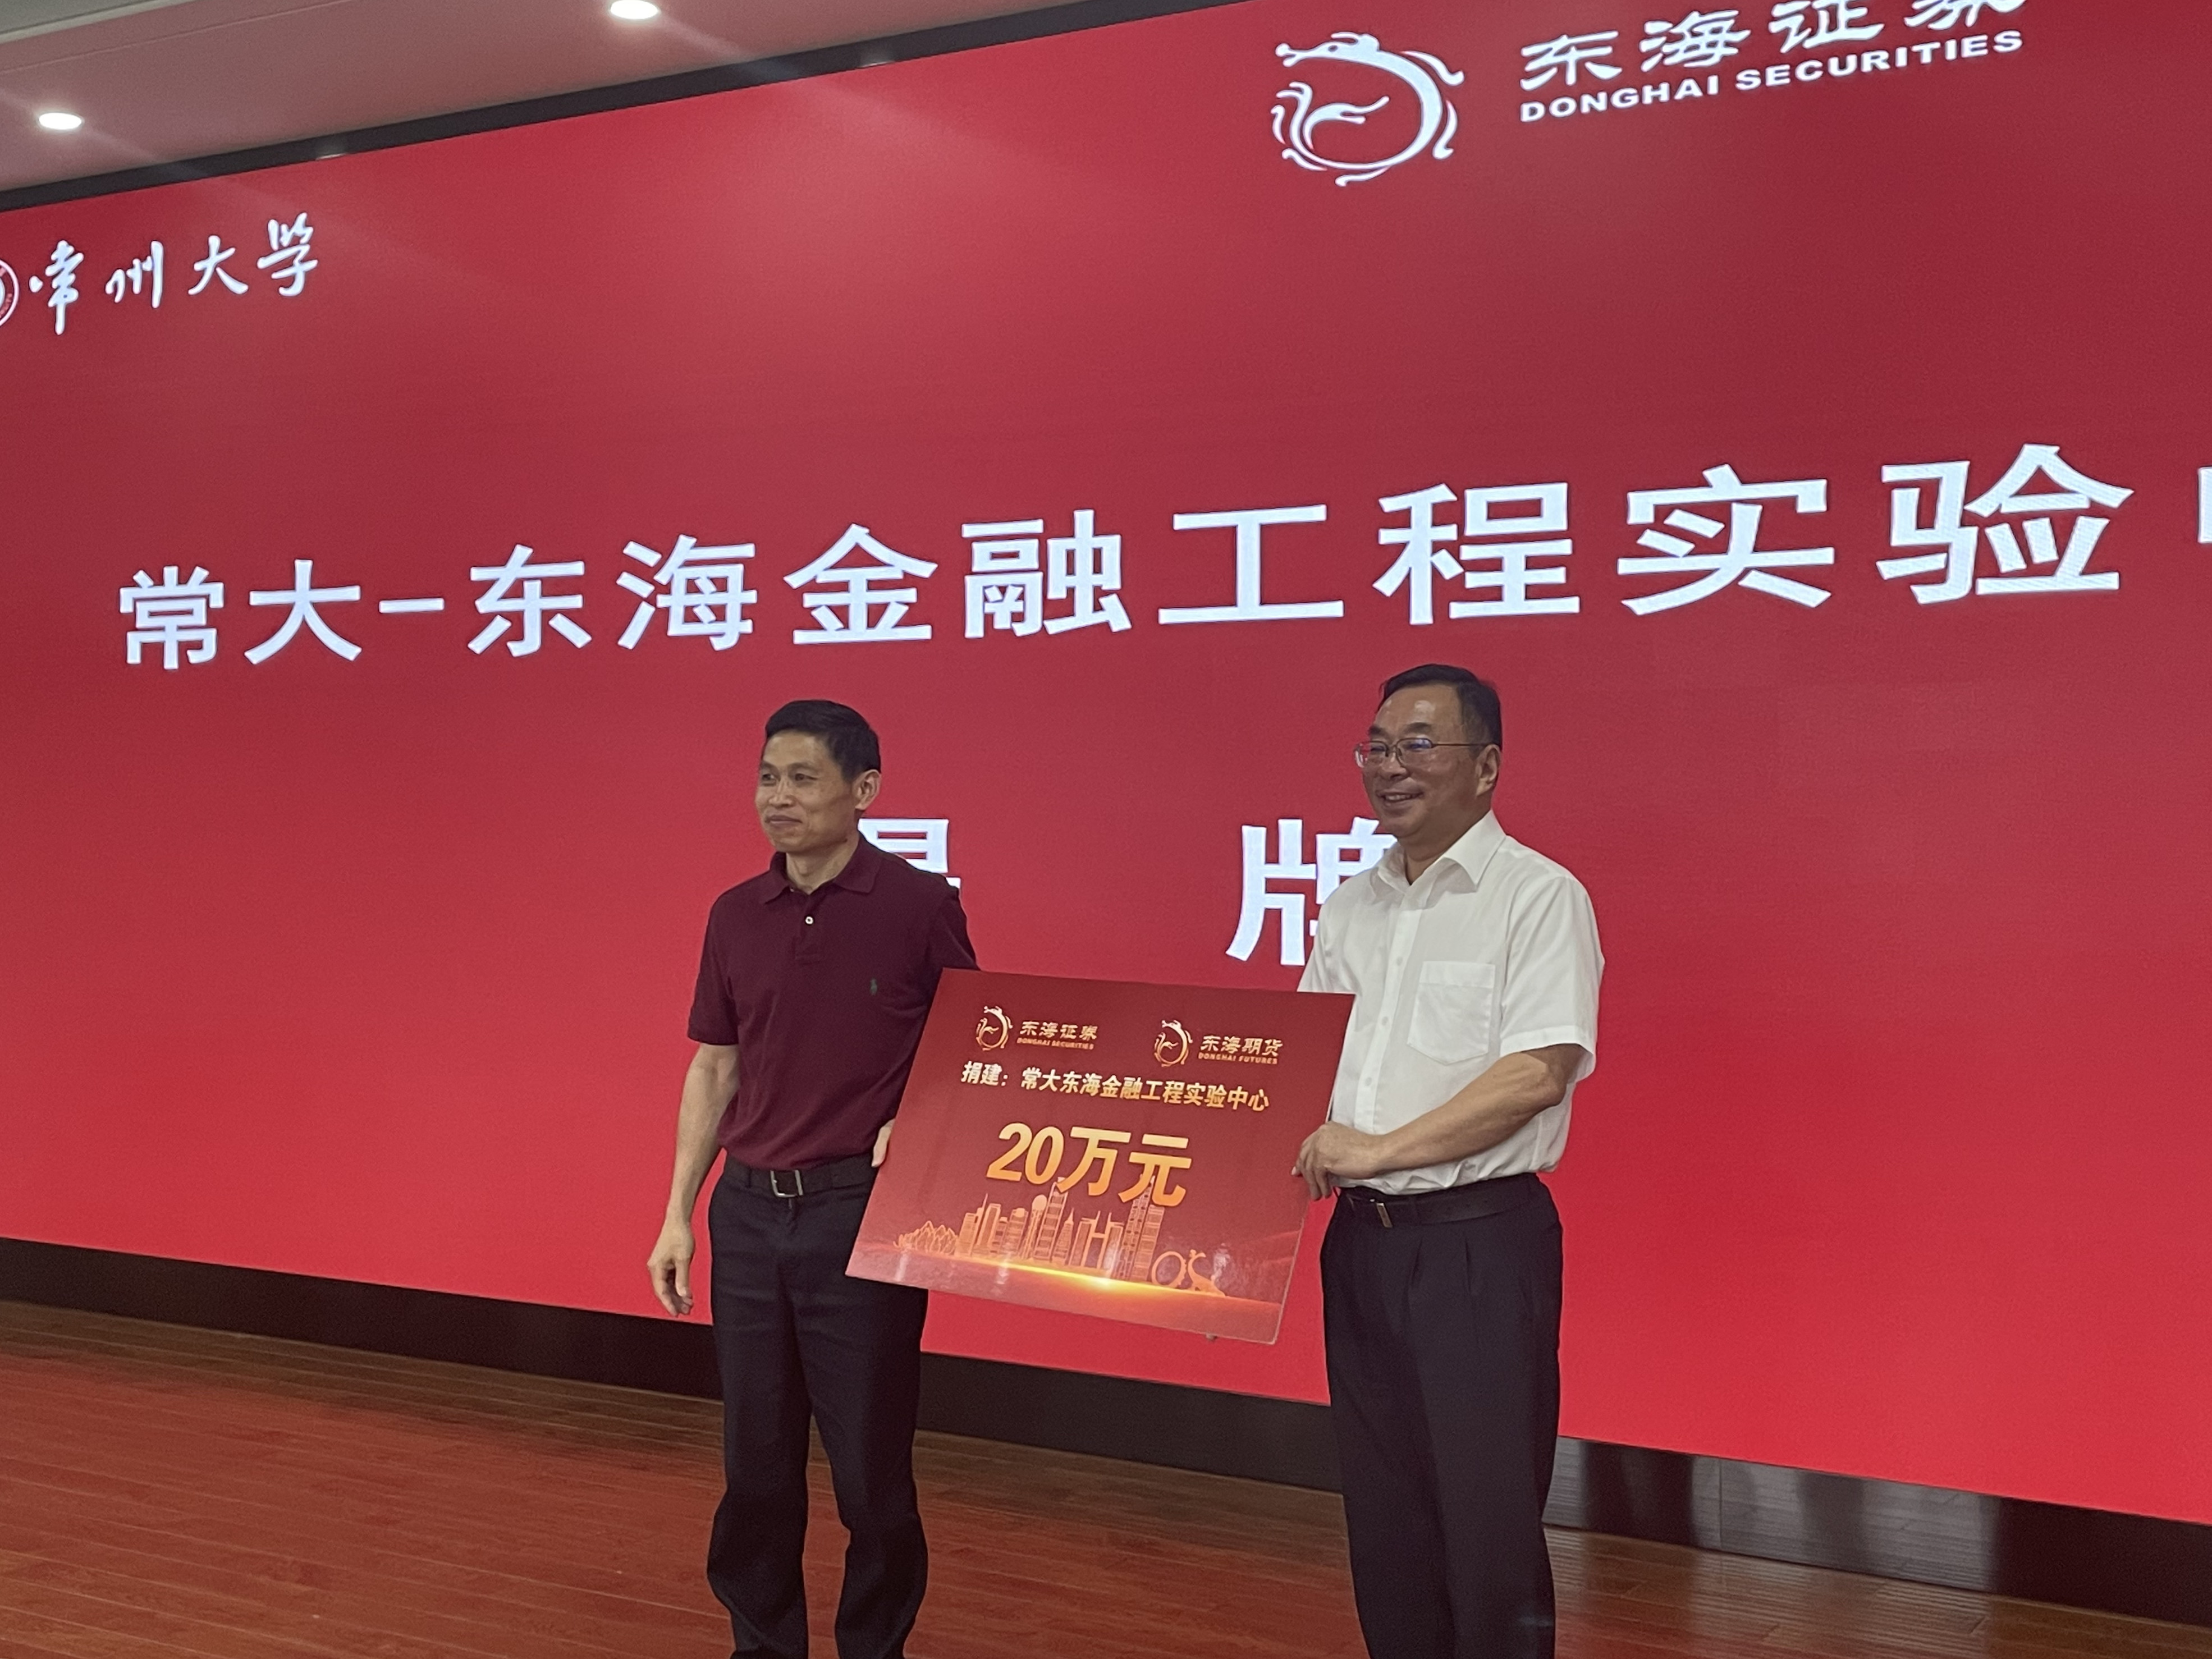 东海证券
DONGHAI SECURITIES
常州大学
常大-东海金融工程实验
牌
东海证券
DONGHAI SECURITIES
东海期货
DONGHAI FUTURES
捐建：常大东海金融工程实验中心
20万元